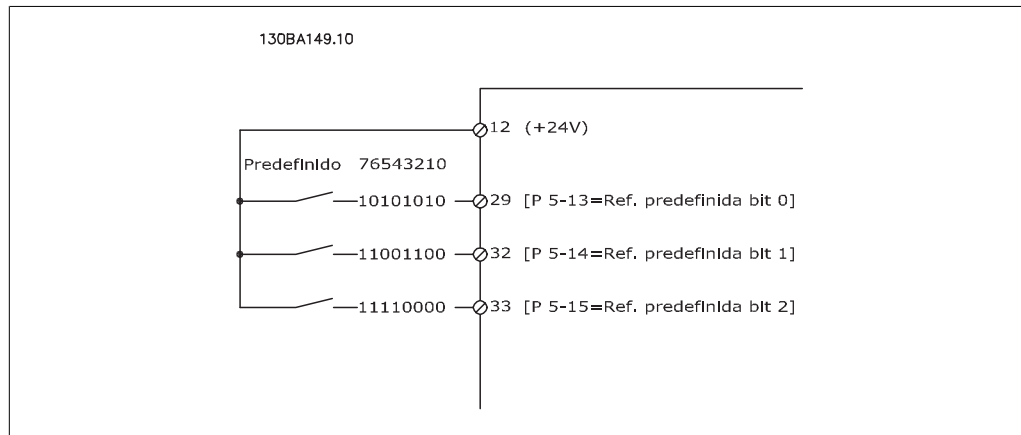 130BA149.10
12 (+24V)
Predefinido 76543210
10101010 29 [P 5-13=Ref. predefinida bit 0]
11001100 32 [P 5-14=Ref. predefinida bit 1]
11110000 33 [P 5-15=Ref. predefinida bit 2]